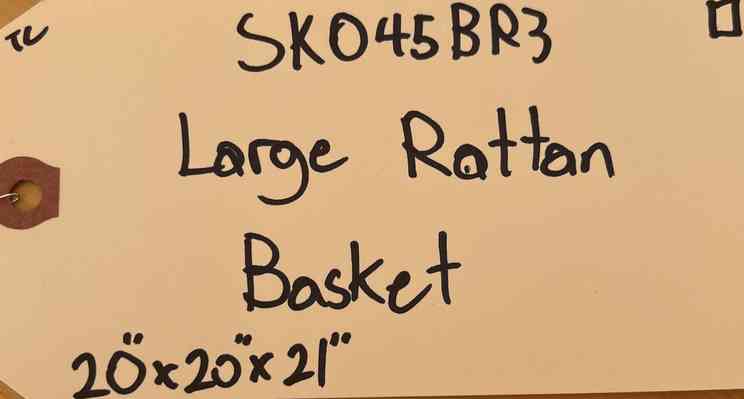 TC
SK045BR3
Large Rattan
Basket
20"x20"x21"